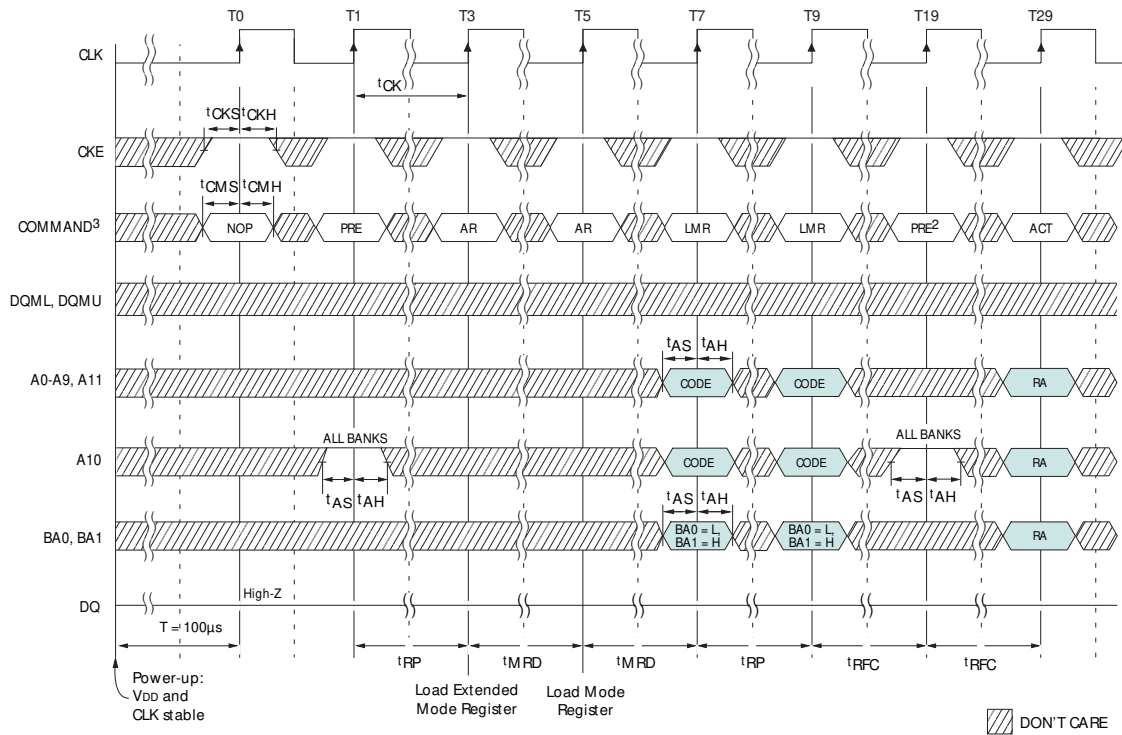 T0 T1 T3 T5 T7 T9 T19 T29
CLK
tCK
tCKS tCKH
CKE
tCMS tCMH
COMMAND3 NOP PRE AR AR LMR LMR PRE2 ACT
DQML, DQMU
tAS tAH
A0-A9, A11 CODE CODE RA
ALL BANKS ALL BANKS
A10 CODE CODE RA
tAS tAH tAS tAH tAS tAH
BA0, BA1 BA0 = L, BA1 = H BA0 = L, BA1 = H RA
High-Z
DQ
T = 100µs
tRP tMRD tMRD tRP tRFC tRFC
Power-up:
VDD and
CLK stable
Load Extended
Mode Register
Load Mode
Register
DON'T CARE